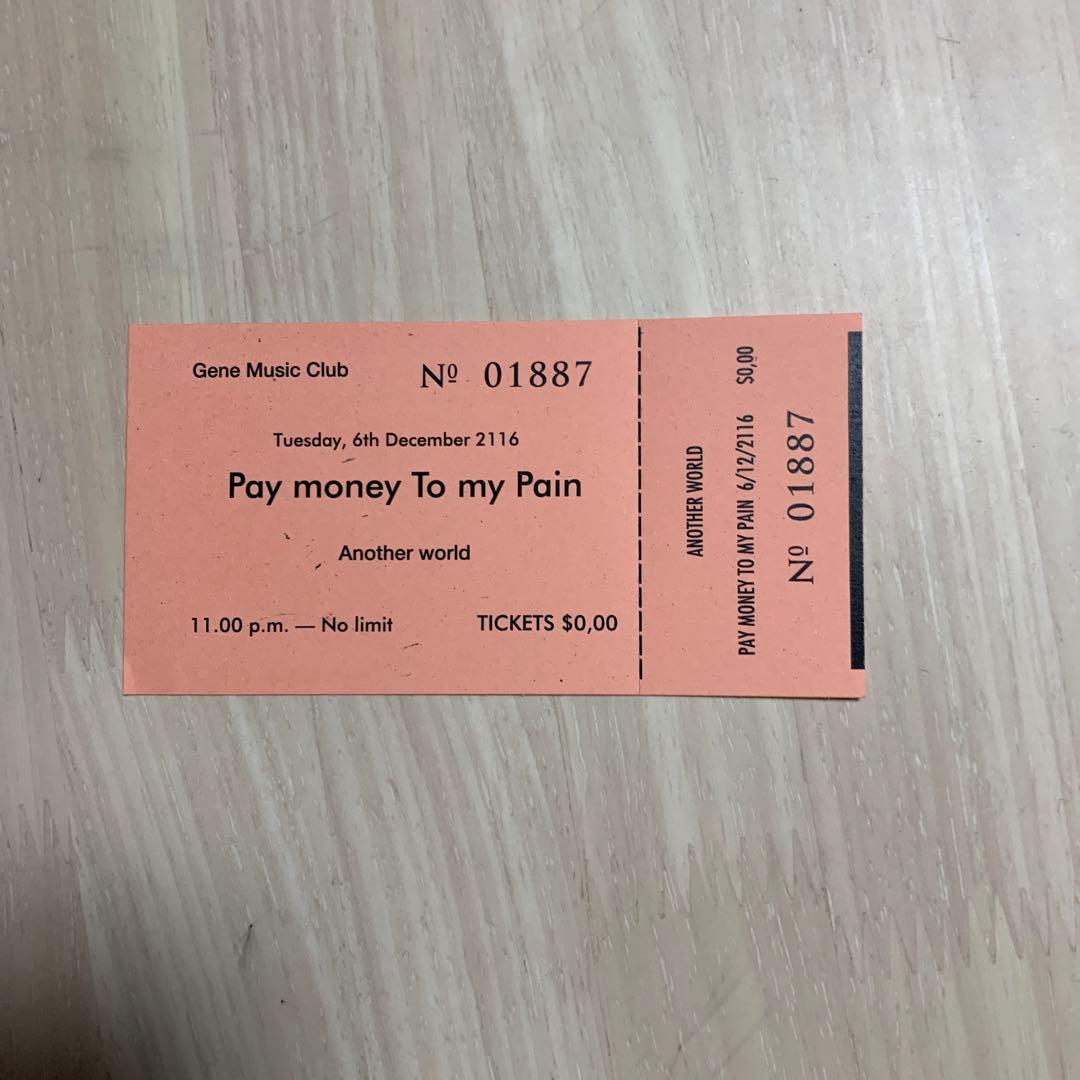 Gene Music Club
Nº 01887
Tuesday, 6th December 2116
Pay money To my Pain
Another world
11.00 p.m. — No limit
TICKETS $0,00
ANOTHER WORLD
PAY MONEY TO MY PAIN 6/12/2116 $0,00
Nº 01887